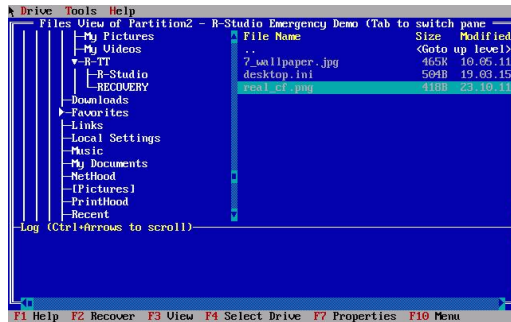 Drive Tools Help
Files View of Partition2 - R-Studio Emergency Demo (Tab to switch pane
My Pictures
My Videos
R-TT
R-Studio
RECOVERY
Downloads
Favorites
Links
Local Settings
Music
My Documents
NetHood
[Pictures]
PrintHood
Recent
File Name Size Modified
.. <Goto up level>
7_wallpaper.jpg 465K 10.05.11
desktop.ini 504B 19.03.15
real_cf.png 418B 23.10.11
Log (Ctrl+Arrows to scroll)
F1 Help F2 Recover F3 View F4 Select Drive F7 Properties F10 Menu